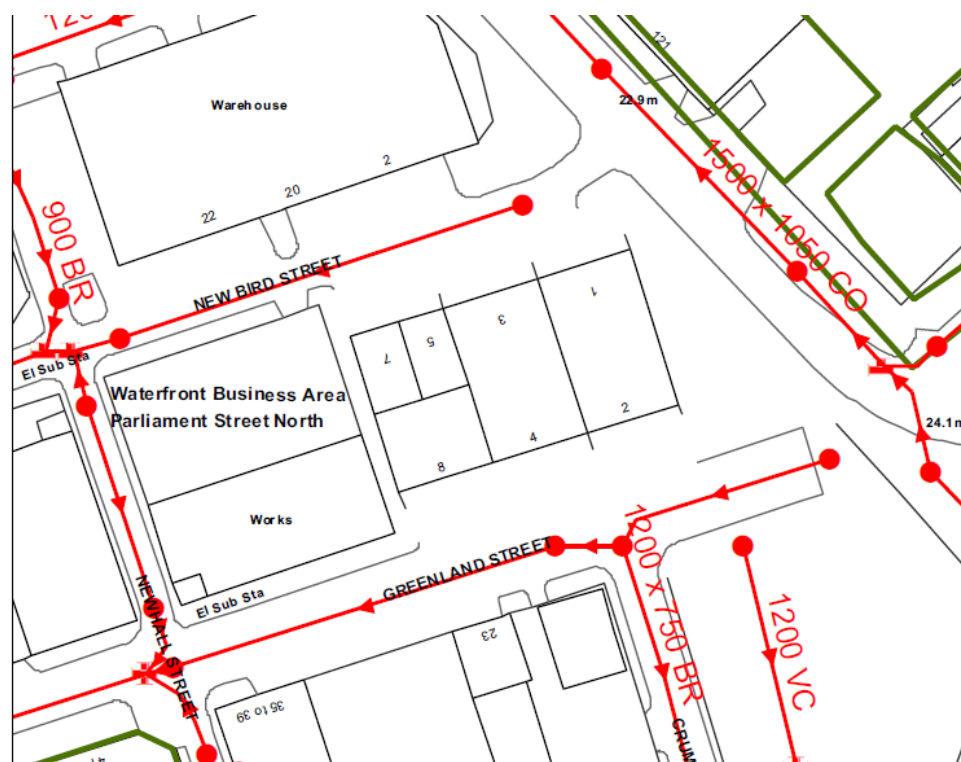 Warehouse
121
22.9m
2
20
22
1500 x 1050 CO
900 BR
NEW BIRD STREET
1
3
5
7
El Sub Sta
Waterfront Business Area
Parliament Street North
2
4
8
24.1m
Works
GREENLAND STREET
1200 x 750 BR
El Sub Sta
NEWHALL STREET
23
1200 VC
35 to 39